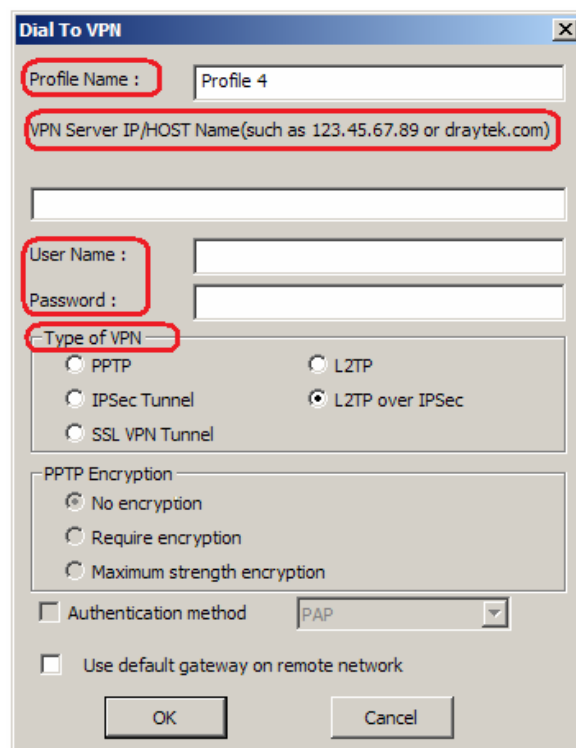 Dial To VPN
Profile Name :
Profile 4
VPN Server IP/HOST Name(such as 123.45.67.89 or draytek.com)
User Name :
Password :
Type of VPN
PPTP
L2TP
IPSec Tunnel
L2TP over IPSec
SSL VPN Tunnel
PPTP Encryption
No encryption
Require encryption
Maximum strength encryption
Authentication method
PAP
Use default gateway on remote network
OK
Cancel